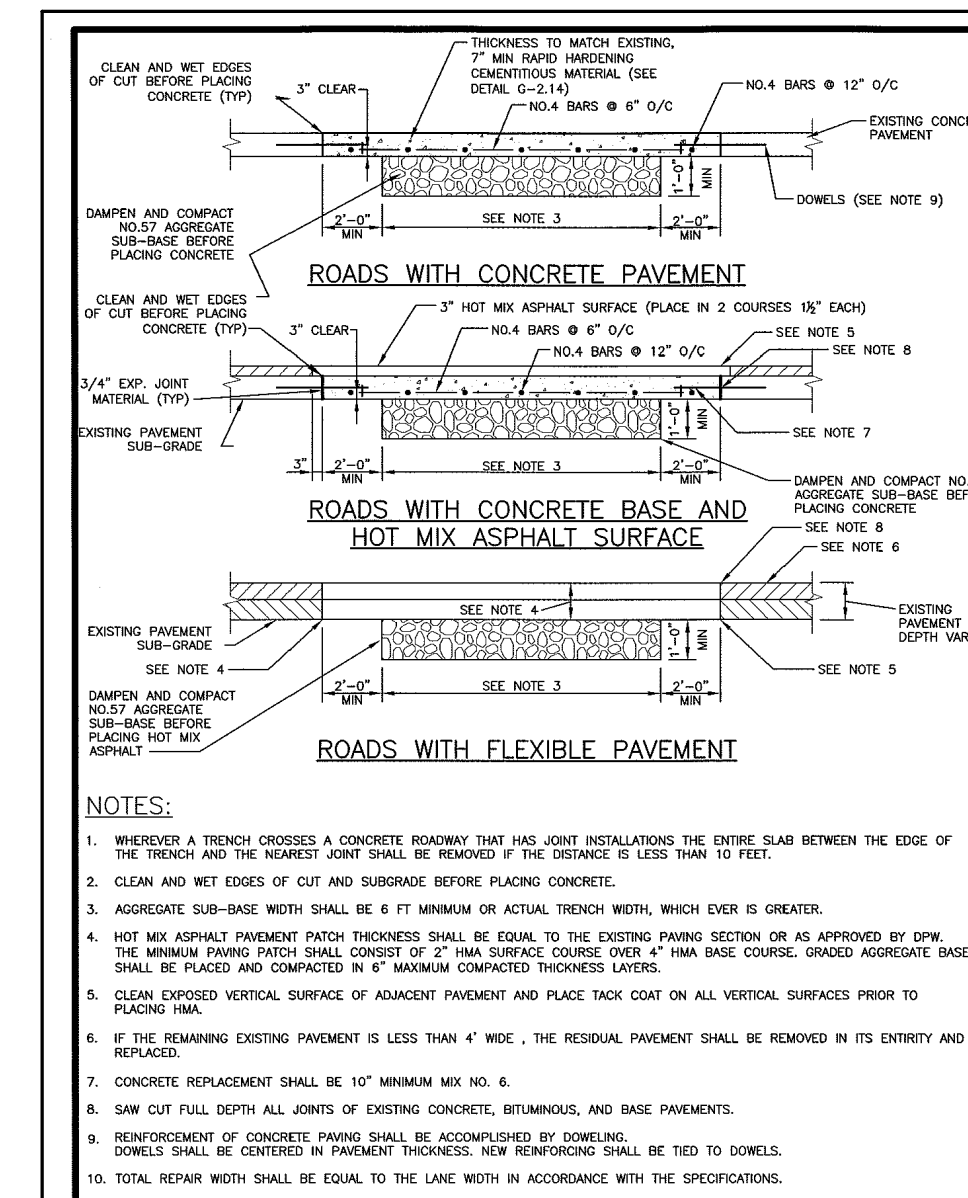 CLEAN AND WET EDGES
OF CUT BEFORE PLACING
CONCRETE (TYP)
3" CLEAR
THICKNESS TO MATCH EXISTING,
7" MIN RAPID HARDENING
CEMENTITIOUS MATERIAL (SEE
DETAIL G-2.14)
NO.4 BARS @ 6" O/C
NO.4 BARS @ 12" O/C
EXISTING CONCRE
PAVEMENT
DOWELS (SEE NOTE 9)
DAMPEN AND COMPACT
NO.57 AGGREGATE
SUB-BASE BEFORE
PLACING CONCRETE
2'-0"
MIN
SEE NOTE 3
2'-0"
MIN
1'-0"
MIN
ROADS WITH CONCRETE PAVEMENT
CLEAN AND WET EDGES
OF CUT BEFORE PLACING
CONCRETE (TYP)
3" CLEAR
3" HOT MIX ASPHALT SURFACE (PLACE IN 2 COURSES 1½" EACH)
NO.4 BARS @ 6" O/C
NO.4 BARS @ 12" O/C
SEE NOTE 5
SEE NOTE 8
3/4" EXP. JOINT
MATERIAL (TYP)
EXISTING PAVEMENT
SUB-GRADE
SEE NOTE 7
3"
2'-0"
MIN
SEE NOTE 3
2'-0"
MIN
1'-0"
MIN
DAMPEN AND COMPACT NO.
AGGREGATE SUB-BASE BEF
PLACING CONCRETE
ROADS WITH CONCRETE BASE AND
HOT MIX ASPHALT SURFACE
SEE NOTE 8
SEE NOTE 6
SEE NOTE 4
EXISTING
PAVEMENT
DEPTH VAR
EXISTING PAVEMENT
SUB-GRADE
SEE NOTE 4
SEE NOTE 5
DAMPEN AND COMPACT
NO.57 AGGREGATE
SUB-BASE BEFORE
PLACING HOT MIX
ASPHALT
2'-0"
MIN
SEE NOTE 3
2'-0"
MIN
1'-0"
MIN
ROADS WITH FLEXIBLE PAVEMENT
NOTES:
1. WHEREVER A TRENCH CROSSES A CONCRETE ROADWAY THAT HAS JOINT INSTALLATIONS THE ENTIRE SLAB BETWEEN THE EDGE OF
THE TRENCH AND THE NEAREST JOINT SHALL BE REMOVED IF THE DISTANCE IS LESS THAN 10 FEET.
2. CLEAN AND WET EDGES OF CUT AND SUBGRADE BEFORE PLACING CONCRETE.
3. AGGREGATE SUB-BASE WIDTH SHALL BE 6 FT MINIMUM OR ACTUAL TRENCH WIDTH, WHICH EVER IS GREATER.
4. HOT MIX ASPHALT PAVEMENT PATCH THICKNESS SHALL BE EQUAL TO THE EXISTING PAVING SECTION OR AS APPROVED BY DPW.
THE MINIMUM PAVING PATCH SHALL CONSIST OF 2" HMA SURFACE COURSE OVER 4" HMA BASE COURSE. GRADED AGGREGATE BASE
SHALL BE PLACED AND COMPACTED IN 6" MAXIMUM COMPACTED THICKNESS LAYERS.
5. CLEAN EXPOSED VERTICAL SURFACE OF ADJACENT PAVEMENT AND PLACE TACK COAT ON ALL VERTICAL SURFACES PRIOR TO
PLACING HMA.
6. IF THE REMAINING EXISTING PAVEMENT IS LESS THAN 4' WIDE , THE RESIDUAL PAVEMENT SHALL BE REMOVED IN ITS ENTIRITY AND
REPLACED.
7. CONCRETE REPLACEMENT SHALL BE 10" MINIMUM MIX NO. 6.
8. SAW CUT FULL DEPTH ALL JOINTS OF EXISTING CONCRETE, BITUMINOUS, AND BASE PAVEMENTS.
9. REINFORCEMENT OF CONCRETE PAVING SHALL BE ACCOMPLISHED BY DOWELING.
DOWELS SHALL BE CENTERED IN PAVEMENT THICKNESS. NEW REINFORCING SHALL BE TIED TO DOWELS.
10. TOTAL REPAIR WIDTH SHALL BE EQUAL TO THE LANE WIDTH IN ACCORDANCE WITH THE SPECIFICATIONS.